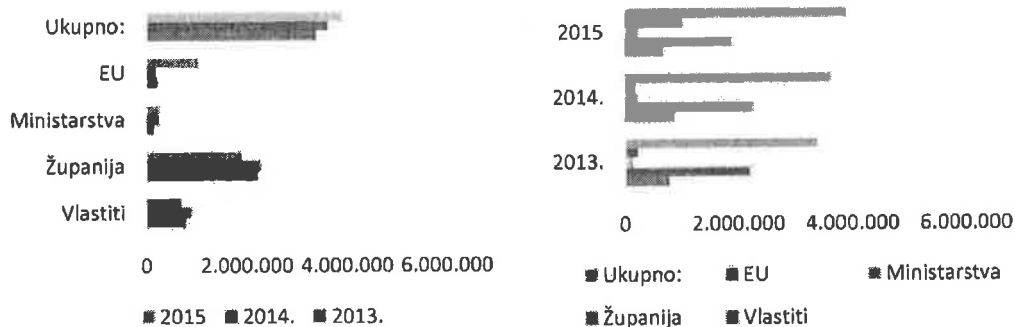 Ukupno:
EU
Ministarstva
Županija
Vlastiti
0 2.000.000 4.000.000 6.000.000
2015 2014. 2013.
2015
2014.
2013.
0 2.000.000 4.000.000 6.000.000
Ukupno: EU Ministarstva
Županija Vlastiti